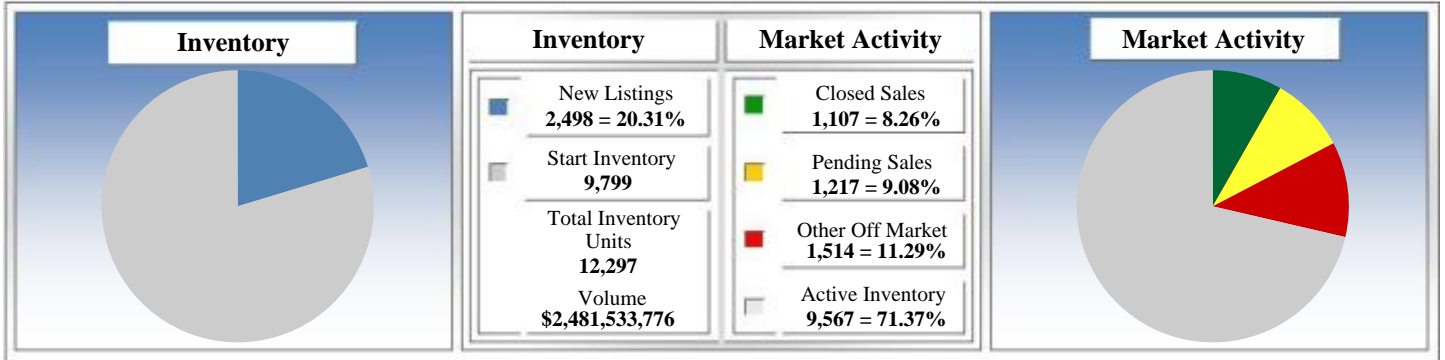 Inventory
Inventory
New Listings
2,498 = 20.31%
Start Inventory
9,799
Total Inventory
Units
12,297
Volume
$2,481,533,776
Market Activity
Closed Sales
1,107 = 8.26%
Pending Sales
1,217 = 9.08%
Other Off Market
1,514 = 11.29%
Active Inventory
9,567 = 71.37%
Market Activity